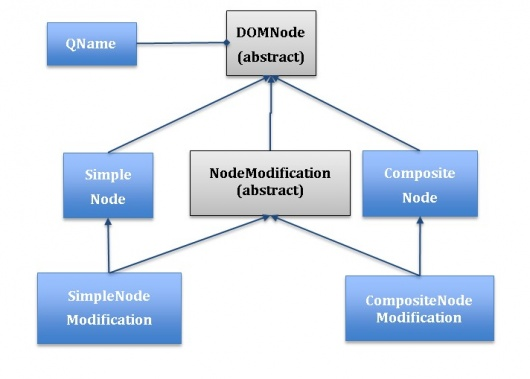 QName
DOMNode
(abstract)
Simple
Node
NodeModification
(abstract)
Composite
Node
SimpleNode
Modification
CompositeNode
Modification